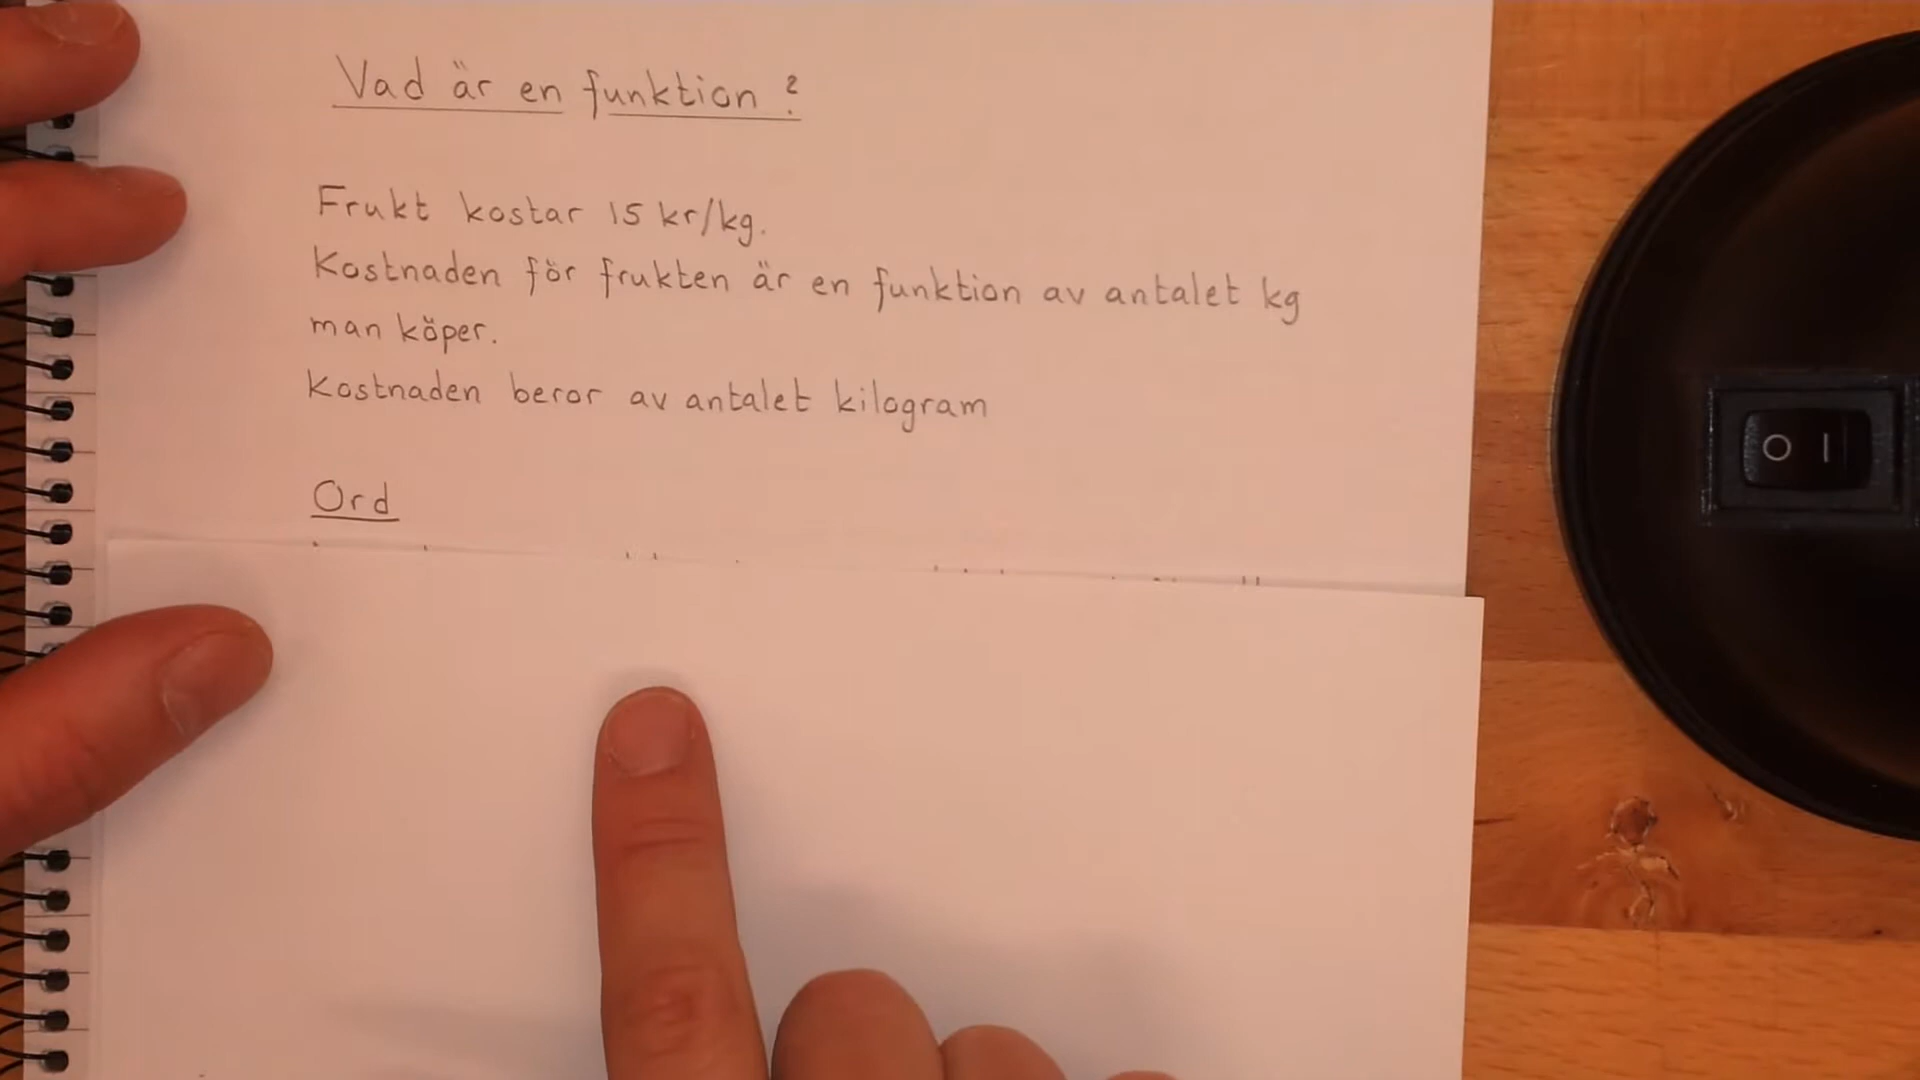 Vad är en funktion?
Frukt kostar 15 kr/kg.
Kostnaden för frukten är en funktion av antalet kg
man köper.
Kostnaden beror av antalet kilogram
Ord
O I